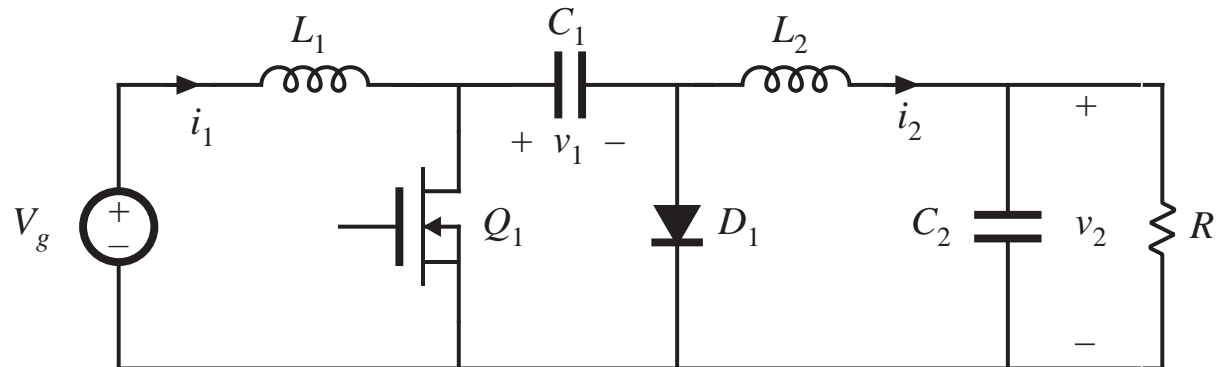 L1
C1
L2
i1
+ v1 –
i2
+
Vg
+
–
Q1
D1
C2
v2
R
–